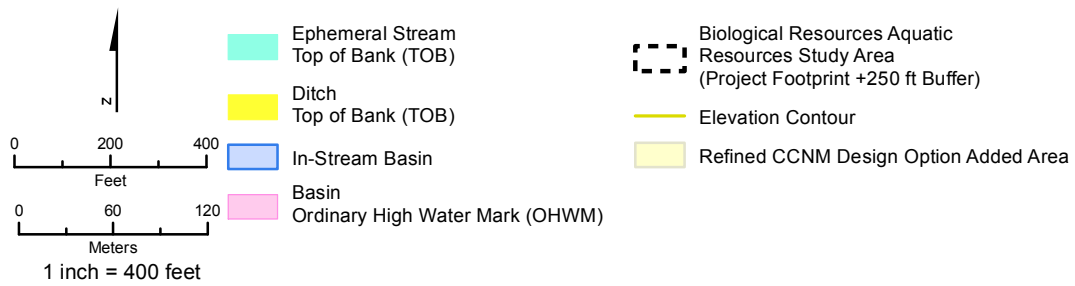 N
0 200 400
Feet
0 60 120
Meters
1 inch = 400 feet
Ephemeral Stream
Top of Bank (TOB)
Ditch
Top of Bank (TOB)
In-Stream Basin
Basin
Ordinary High Water Mark (OHWM)
Biological Resources Aquatic
Resources Study Area
(Project Footprint +250 ft Buffer)
Elevation Contour
Refined CCNM Design Option Added Area